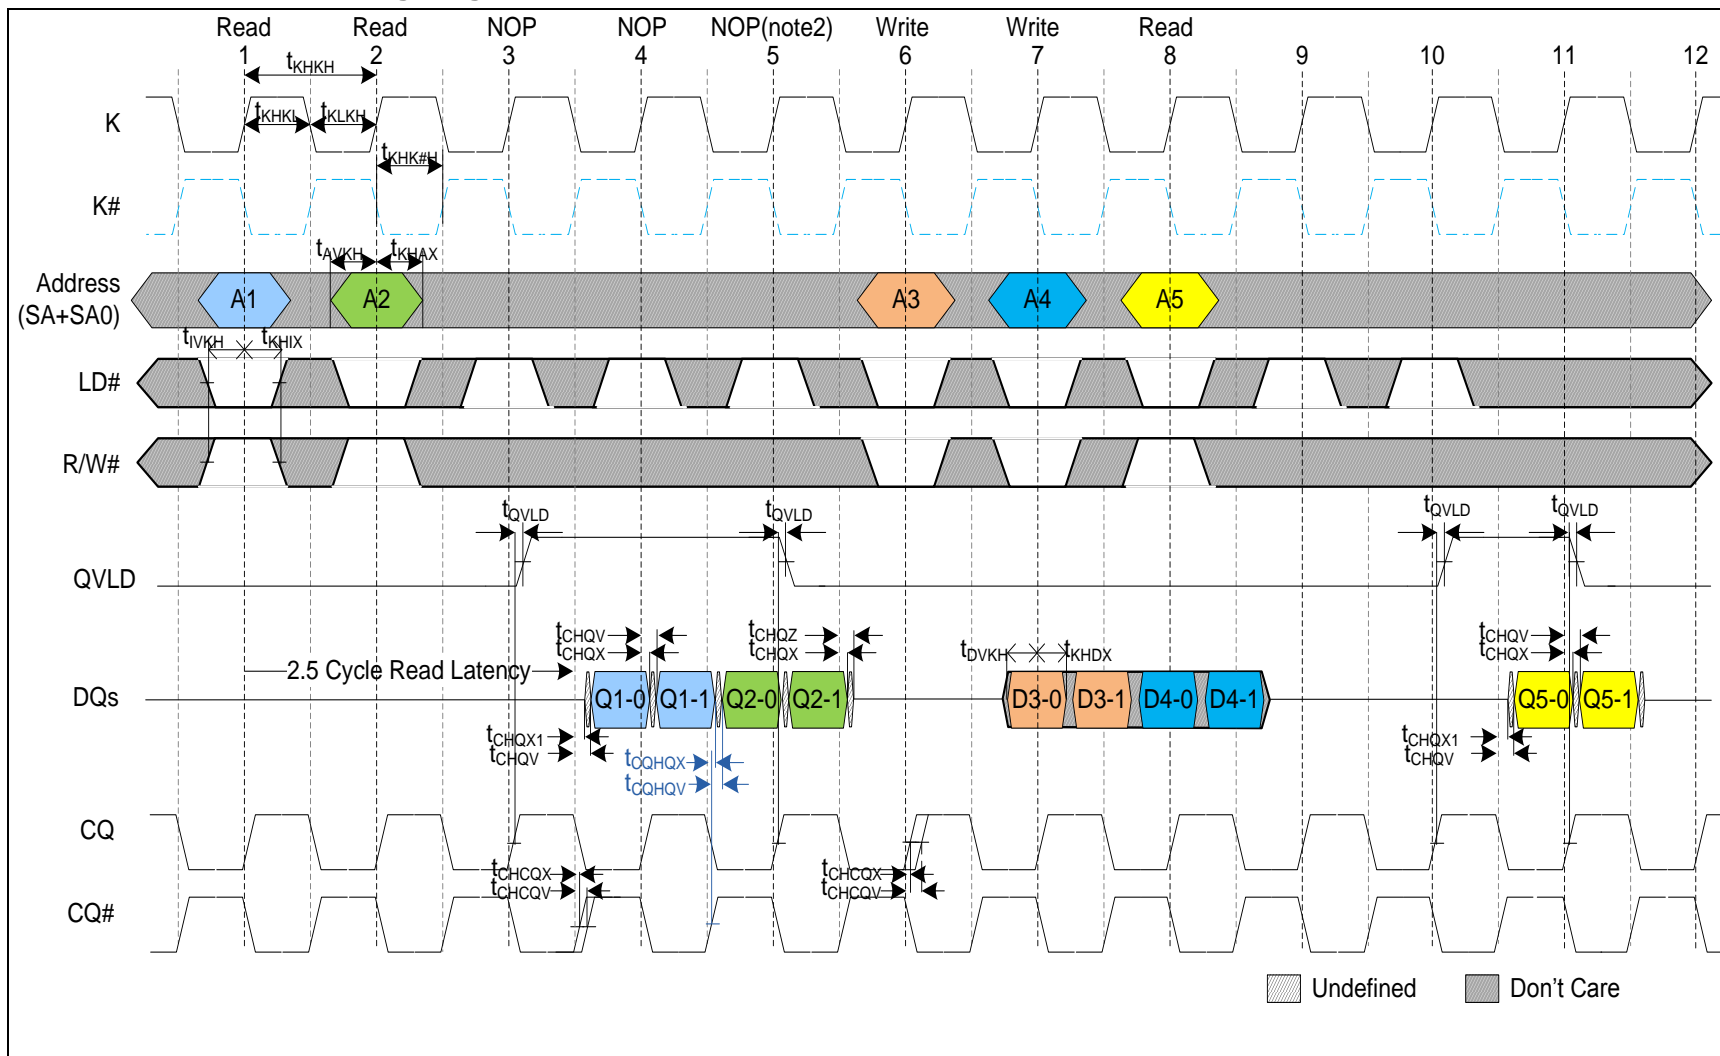 Read Read NOP NOP NOP(note2) Write Write Read
1 2 3 4 5 6 7 8 9 10 11 12
tKHKH
K
tKHKL tKLKH
tKHK#H
K#
tAVKH tKHAX
Address
(SA+SA0)
A1 A2 A3 A4 A5
tIVKH tKHIX
LD#
R/W#
tQVLD tQVLD tQVLD tQVLD
QVLD
tCHQV tCHQZ tCHQV
tCHQX tCHQX tDVKH tKHDX tCHQX
2.5 Cycle Read Latency
DQs
Q1-0 Q1-1 Q2-0 Q2-1 D3-0 D3-1 D4-0 D4-1 Q5-0 Q5-1
tCHQX1 tCHQX1
tCHQV tCHQV
tCQHQX
tCQHQV
CQ
tCHCQX tCHCQX
tCHCQV tCHCQV
CQ#
Undefined Don't Care